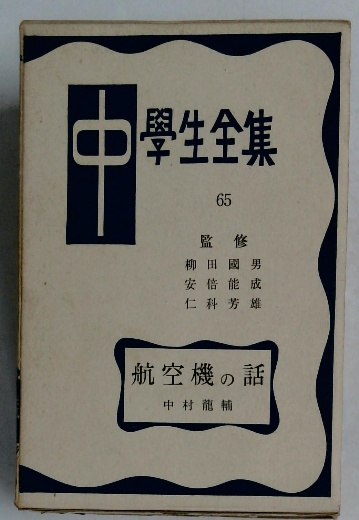 中學生全集
65
監修
柳田國男
安倍能成
仁科芳雄
航空機の話
中村龍輔